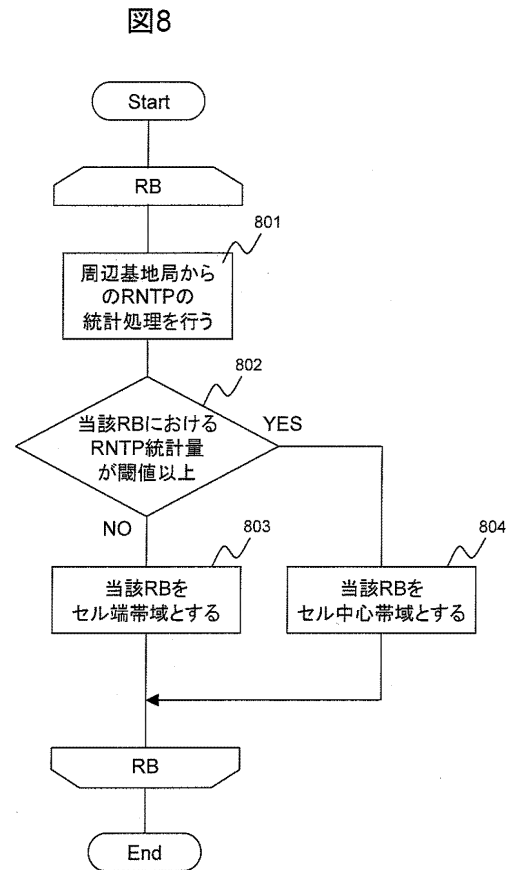 図8
Start
RB
801
周辺基地局から
のRNTPの
統計処理を行う
802
当該RBにおける
RNTP統計量
が閾値以上
YES
NO
803
当該RBを
セル端帯域とする
804
当該RBを
セル中心帯域とする
RB
End